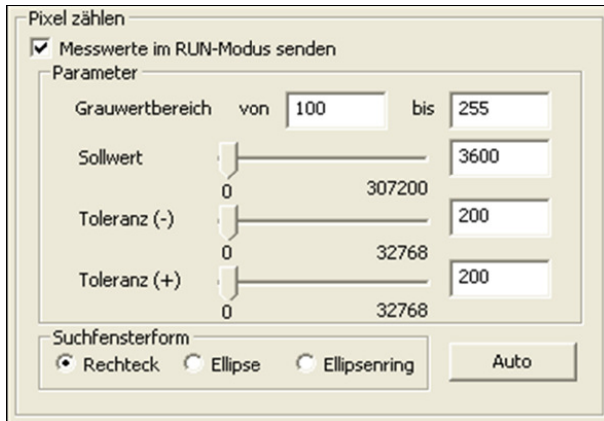 Pixel zählen
Messwerte im RUN-Modus senden
Parameter
Grauwertbereich von 100 bis 255
Sollwert 3600
0 307200
Toleranz (-) 200
0 32768
Toleranz (+) 200
0 32768
Suchfensterform
Rechteck Ellipse Ellipsenring Auto